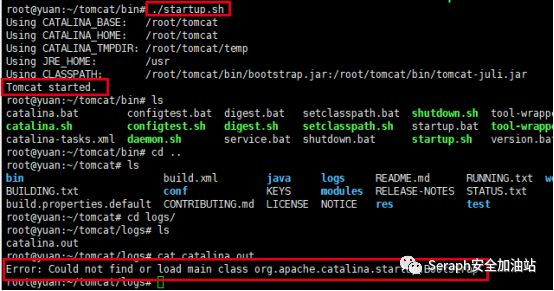 root@yuan:~/tomcat/bin# ./startup.sh
Using CATALINA_BASE:   /root/tomcat
Using CATALINA_HOME:   /root/tomcat
Using CATALINA_TMPDIR: /root/tomcat/temp
Using JRE_HOME:        /usr
Using CLASSPATH:       /root/tomcat/bin/bootstrap.jar:/root/tomcat/bin/tomcat-juli.jar
Tomcat started.
root@yuan:~/tomcat/bin# ls
catalina.bat       configtest.bat  digest.bat  setclasspath.bat  shutdown.sh  tool-wrappe
catalina.sh        configtest.sh   digest.sh   setclasspath.sh   startup.bat  tool-wrappe
catalina-tasks.xml  daemon.sh       service.bat  shutdown.bat      startup.sh   version.bat
root@yuan:~/tomcat/bin# cd ..
root@yuan:~/tomcat# ls
bin                       build.xml        java     logs     README.md      RUNNING.txt  we
BUILDING.txt              conf             KEYS     modules  RELEASE-NOTES  STATUS.txt
build.properties.default  CONTRIBUTING.md  LICENSE  NOTICE   res            test
root@yuan:~/tomcat# cd logs/
root@yuan:~/tomcat/logs# ls
catalina.out
root@yuan:~/tomcat/logs# cat catalina.out
Error: Could not find or load main class org.apache.catalina.startup.Bootstrap
root@yuan:~/tomcat/logs#
Seraph安全加油站